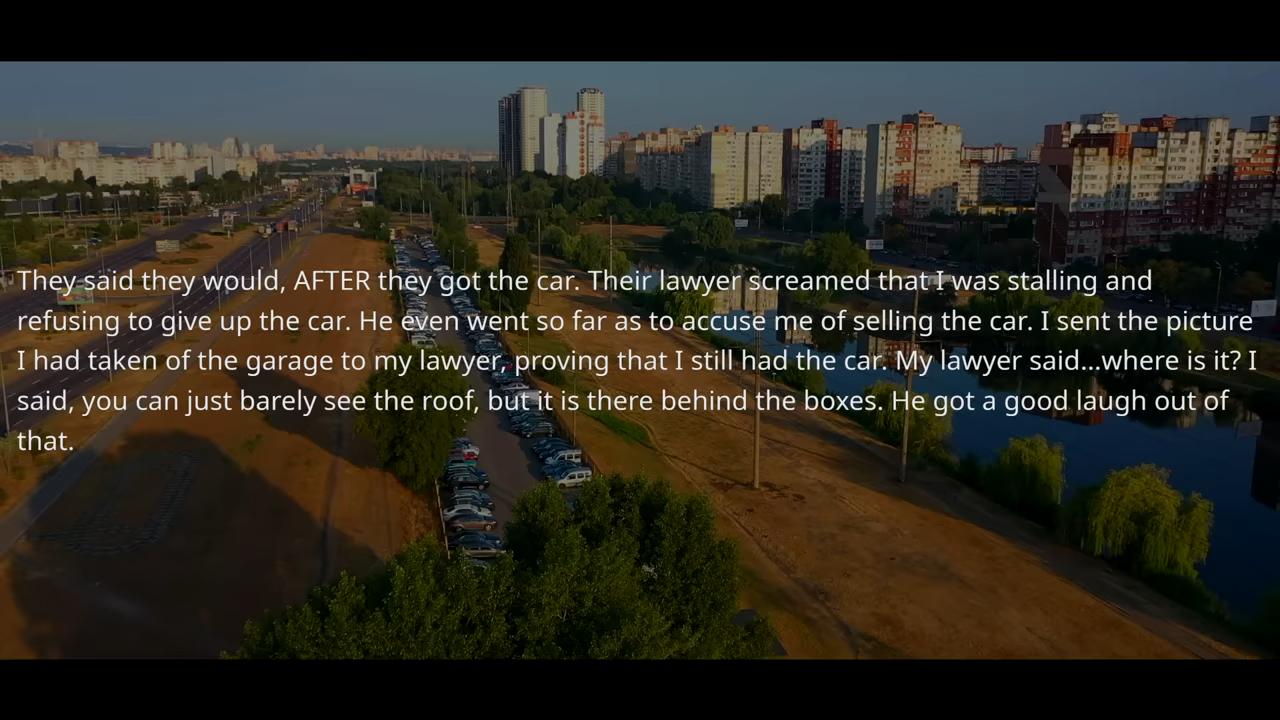 They said they would, AFTER they got the car. Their lawyer screamed that I was stalling and
refusing to give up the car. He even went so far as to accuse me of selling the car. I sent the picture
I had taken of the garage to my lawyer, proving that I still had the car. My lawyer said...where is it? I
said, you can just barely see the roof, but it is there behind the boxes. He got a good laugh out of
that.